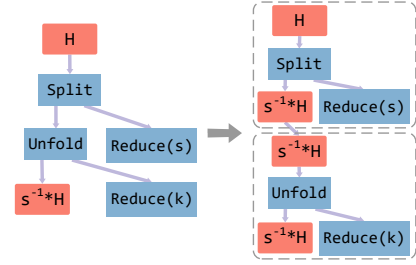 H
Split
Unfold
Reduce(s)
s⁻¹*H
Reduce(k)
H
Split
s⁻¹*H
Reduce(s)
s⁻¹*H
Unfold
s⁻¹*H
Reduce(k)